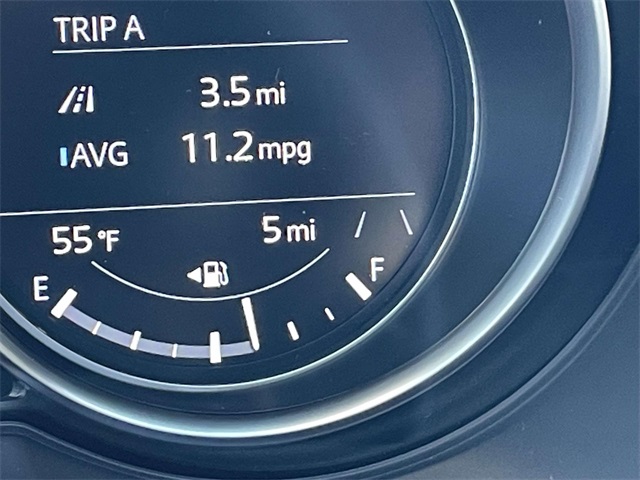 TRIP A
3.5 mi
AVG 11.2 mpg
55 °F 5 mi
E F